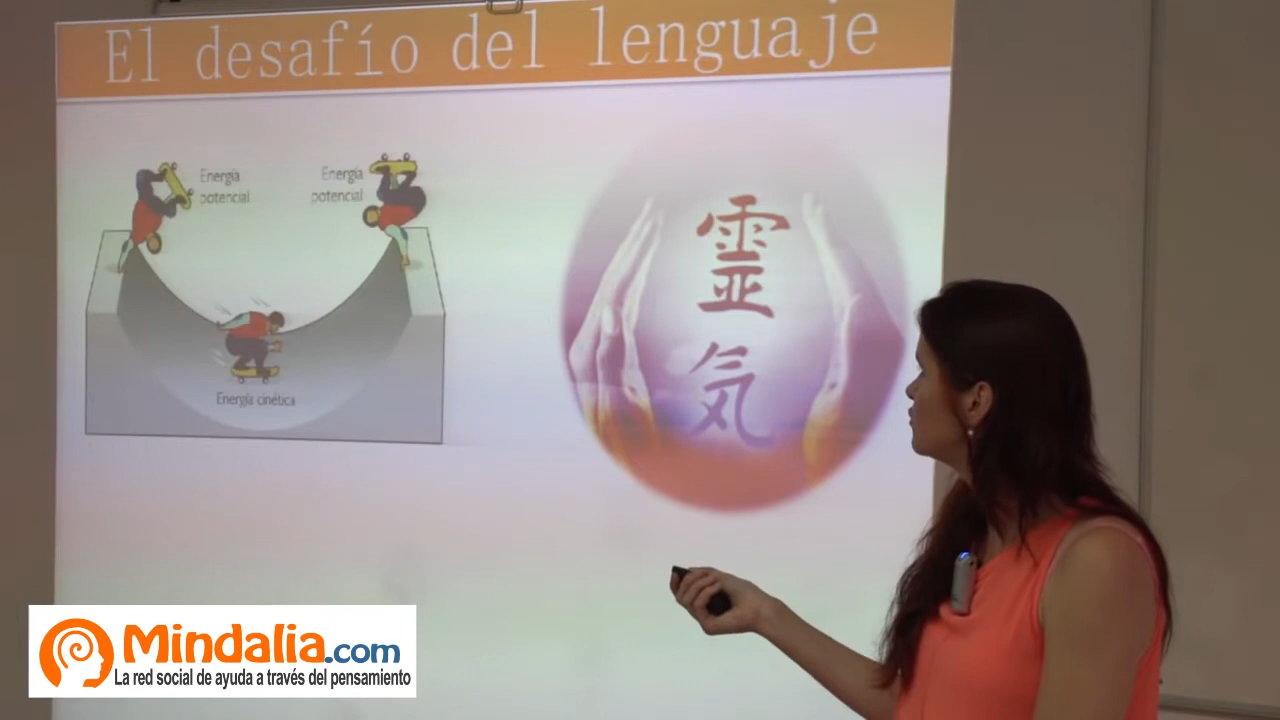 El desafío del lenguaje
Energía
potencial
Energía
potencial
Energía cinética
靈
気
Mindalia.com
La red social de ayuda a través del pensamiento